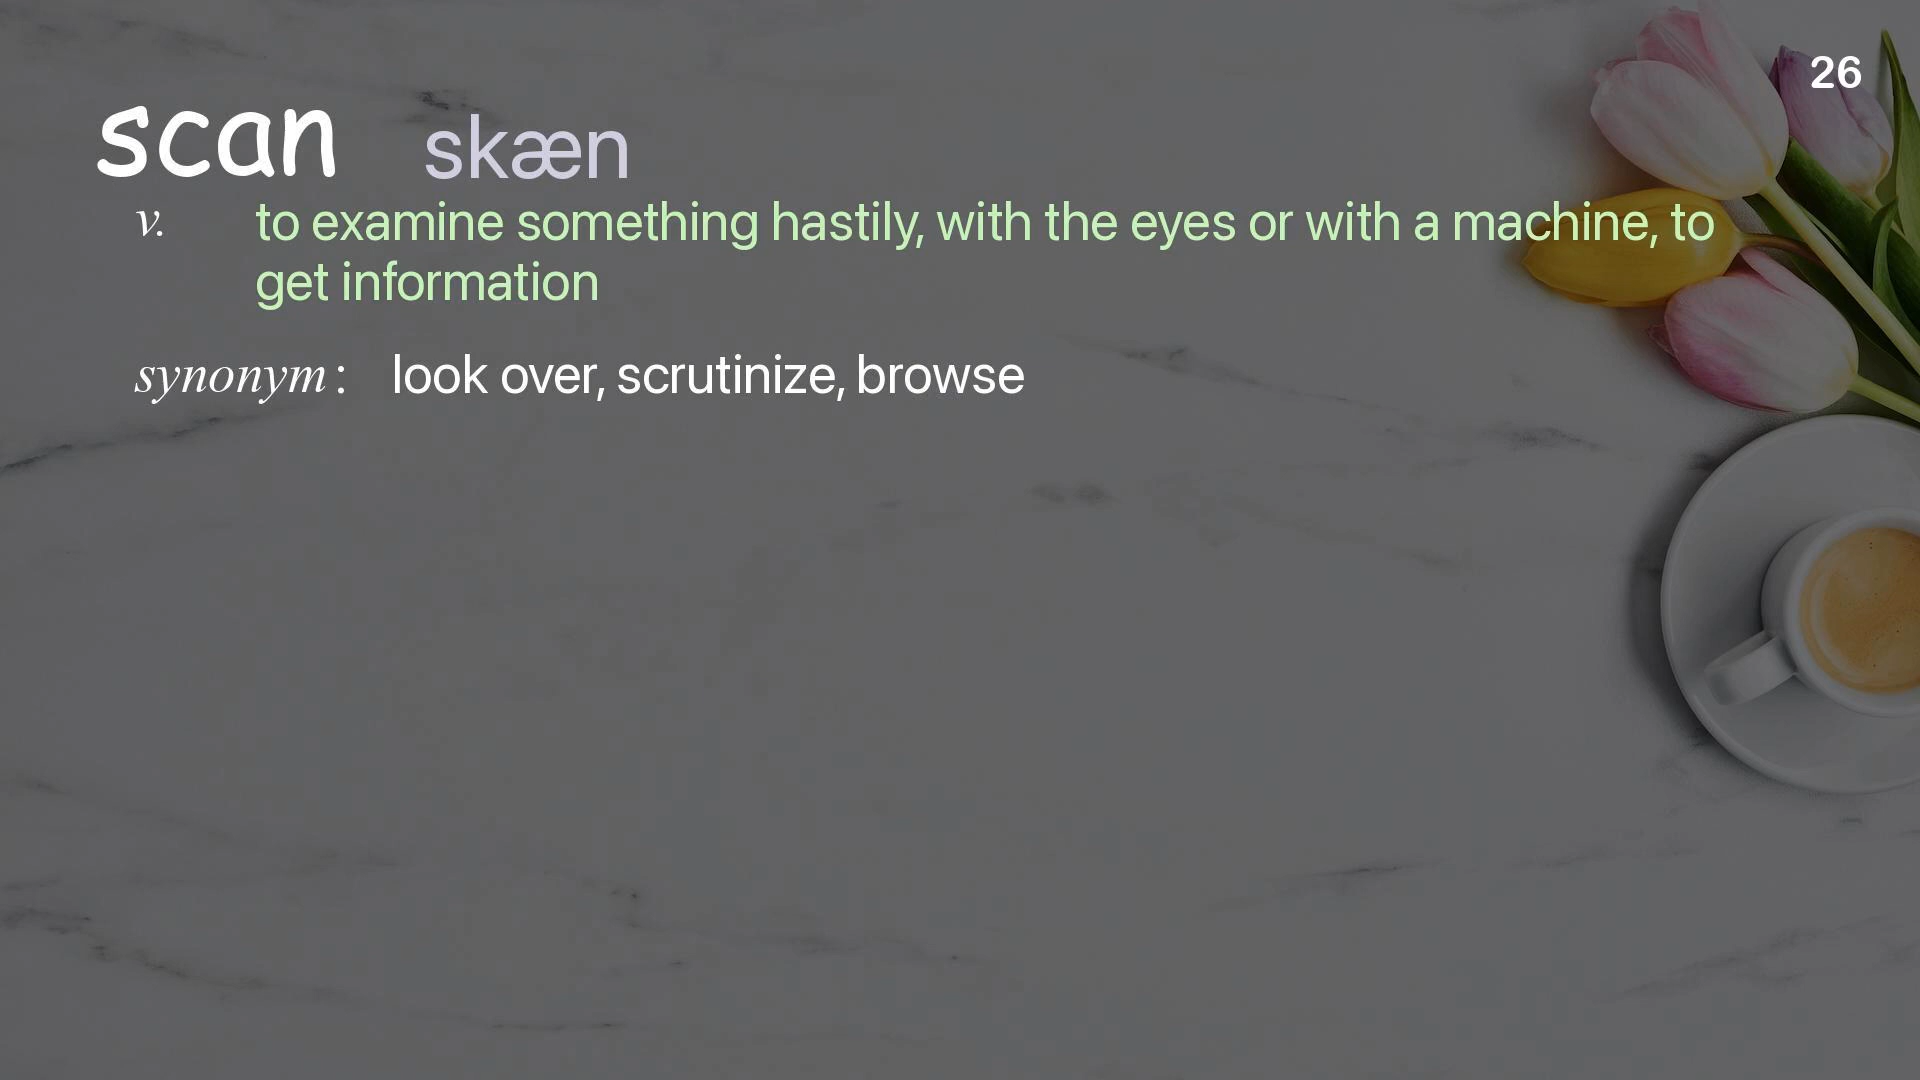 26
scan skæn
v. to examine something hastily, with the eyes or with a machine, to
get information
synonym : look over, scrutinize, browse